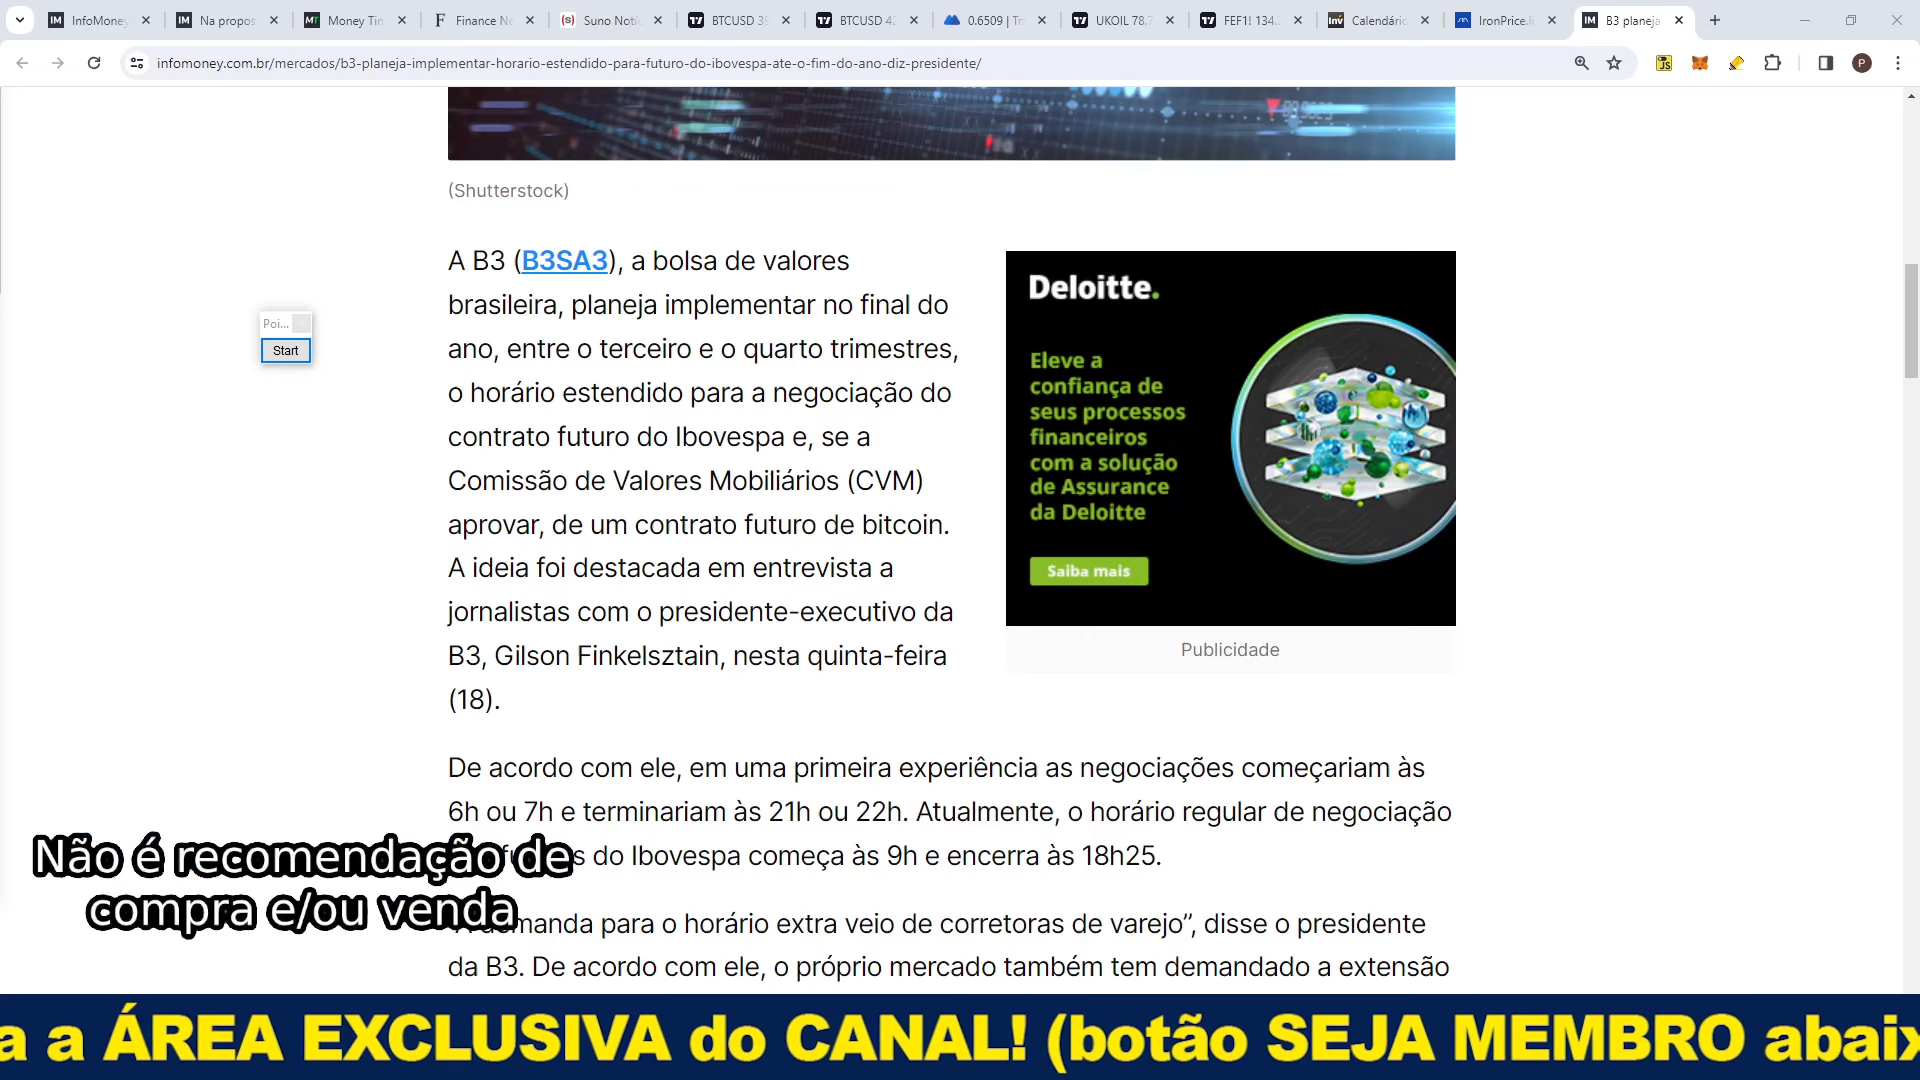 InfoMoney
Na propos
Money Tim
Finance Ne
Suno Notíc
BTCUSD 39
BTCUSD 42
0.6509 | Tr
UKOIL 78.7
FEF1! 134.
Calendário
IronPrice.li
B3 planeja
infomoney.com.br/mercados/b3-planeja-implementar-horario-estendido-para-futuro-do-ibovespa-ate-o-fim-do-ano-diz-presidente/
(Shutterstock)
A B3 (B3SA3), a bolsa de valores
brasileira, planeja implementar no final do
ano, entre o terceiro e o quarto trimestres,
o horário estendido para a negociação do
contrato futuro do Ibovespa e, se a
Comissão de Valores Mobiliários (CVM)
aprovar, de um contrato futuro de bitcoin.
A ideia foi destacada em entrevista a
jornalistas com o presidente-executivo da
B3, Gilson Finkelsztain, nesta quinta-feira
(18).
Deloitte.
Eleve a
confiança de
seus processos
financeiros
com a solução
de Assurance
da Deloitte
Saiba mais
Publicidade
Poi...
Start
De acordo com ele, em uma primeira experiência as negociações começariam às
6h ou 7h e terminariam às 21h ou 22h. Atualmente, o horário regular de negociação
do Ibovespa começa às 9h e encerra às 18h25.
demanda para o horário extra veio de corretoras de varejo”, disse o presidente
da B3. De acordo com ele, o próprio mercado também tem demandado a extensão
Não é recomendação de
compra e/ou venda
a a ÁREA EXCLUSIVA do CANAL! (botão SEJA MEMBRO abaix